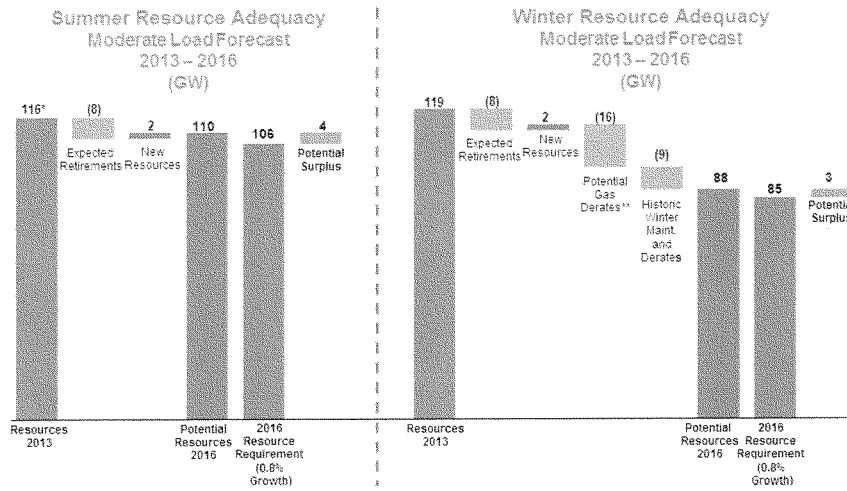 Summer Resource Adequacy
Moderate Load Forecast
2013 – 2016
(GW)
116*
(8)
Expected
Retirements
2
New
Resources
110
106
4
Potential
Surplus
Resources
2013
Potential
Resources
2016
2016
Resource
Requirement
(0.8%
Growth)
Winter Resource Adequacy
Moderate Load Forecast
2013 – 2016
(GW)
119
(8)
Expected
Retirements
2
New
Resources
(16)
Potential
Gas
Derates**
(9)
Historic
Winter
Maint.
and
Derates
88
85
3
Potential
Surplus
Resources
2013
Potential
Resources
2016
2016
Resource
Requirement
(0.8%
Growth)